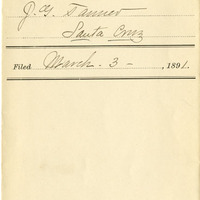 J. G. Tanner
Santa Cruz
Filed March. 3 - , 1891.